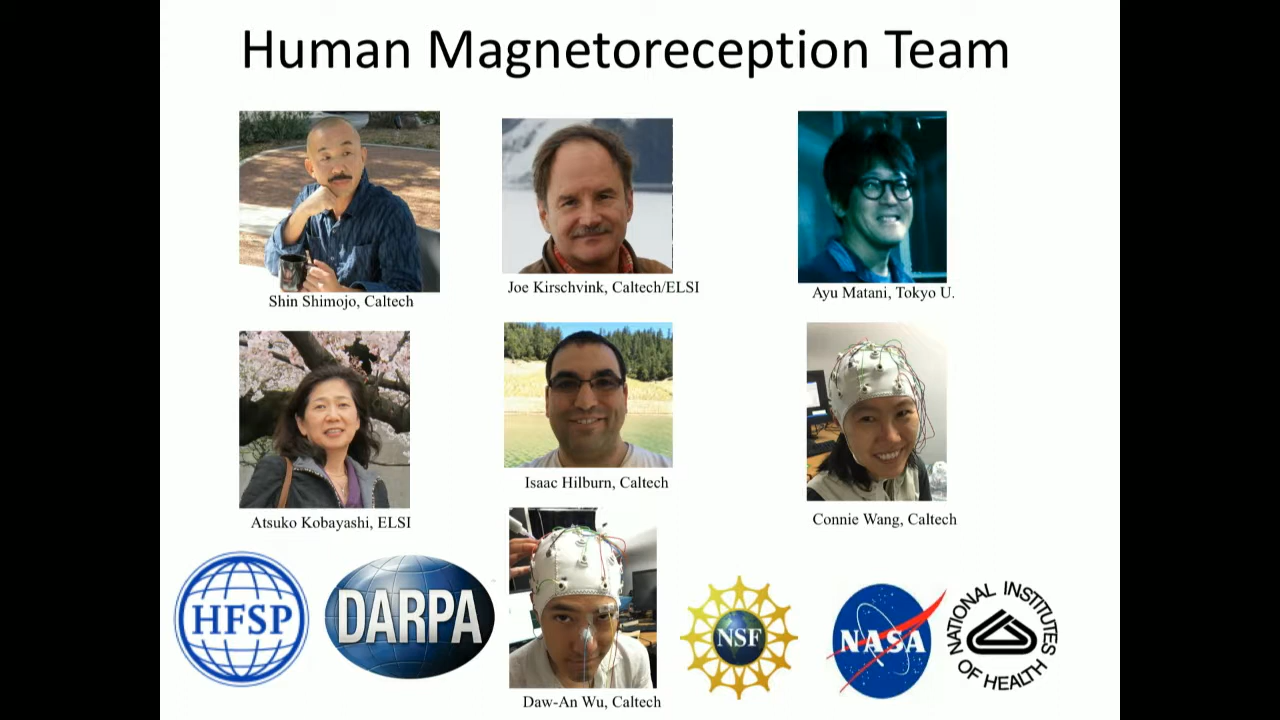 Human Magnetoreception Team
Shin Shimojo, Caltech
Joe Kirschvink, Caltech/ELSI
Ayu Matani, Tokyo U.
Atsuko Kobayashi, ELSI
Isaac Hilburn, Caltech
Connie Wang, Caltech
HFSP
DARPA
Daw-An Wu, Caltech
NSF
NASA
NATIONAL INSTITUTES
OF HEALTH